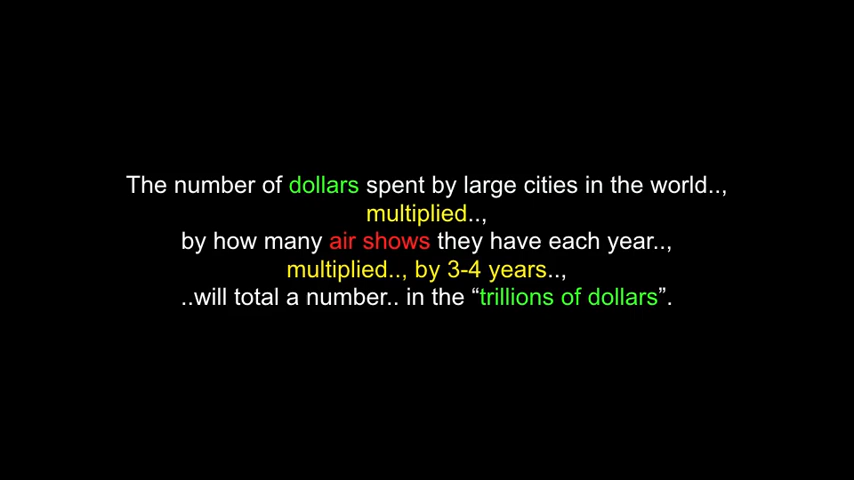 The number of dollars spent by large cities in the world..,
multiplied..,
by how many air shows they have each year..,
multiplied.., by 3-4 years..,
..will total a number.. in the “trillions of dollars”.